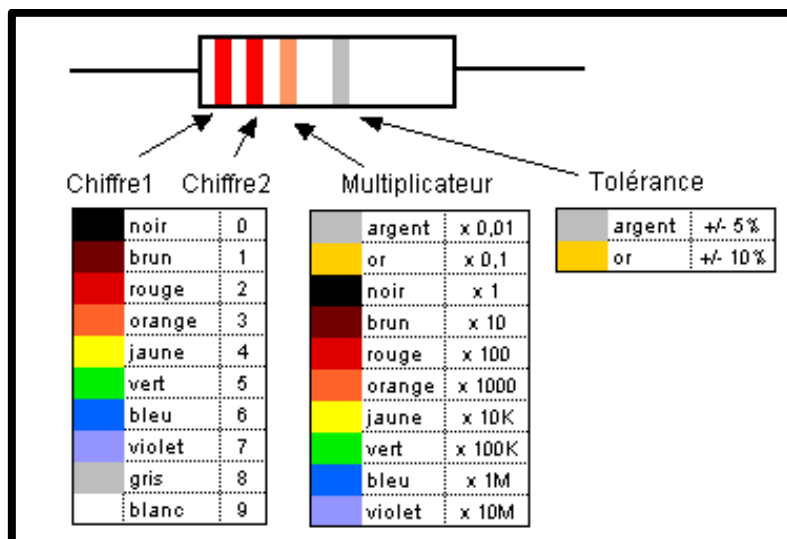 Chiffre1 Chiffre2 Multiplicateur Tolérance
noir 0
brun 1
rouge 2
orange 3
jaune 4
vert 5
bleu 6
violet 7
gris 8
blanc 9
argent x 0,01
or x 0,1
noir x 1
brun x 10
rouge x 100
orange x 1000
jaune x 10K
vert x 100K
bleu x 1M
violet x 10M
argent +/- 5%
or +/- 10%